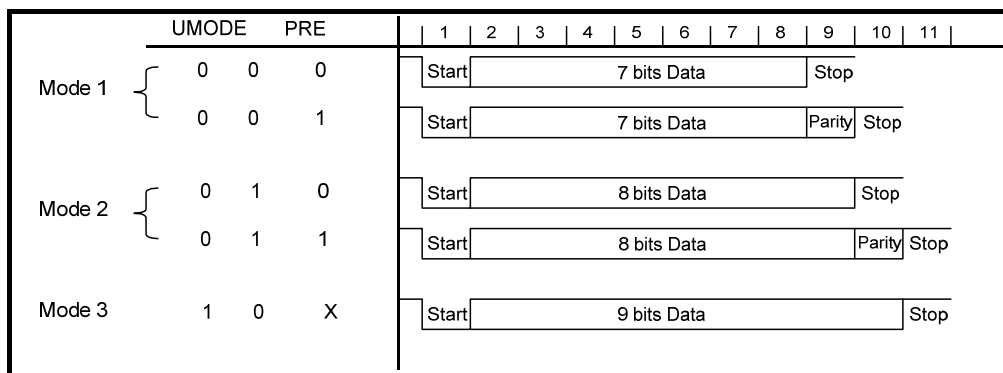 UMODE PRE 1 2 3 4 5 6 7 8 9 10 11
Mode 1
0 0 0 Start 7 bits Data Stop
0 0 1 Start 7 bits Data Parity Stop
Mode 2
0 1 0 Start 8 bits Data Stop
0 1 1 Start 8 bits Data Parity Stop
Mode 3 1 0 X Start 9 bits Data Stop